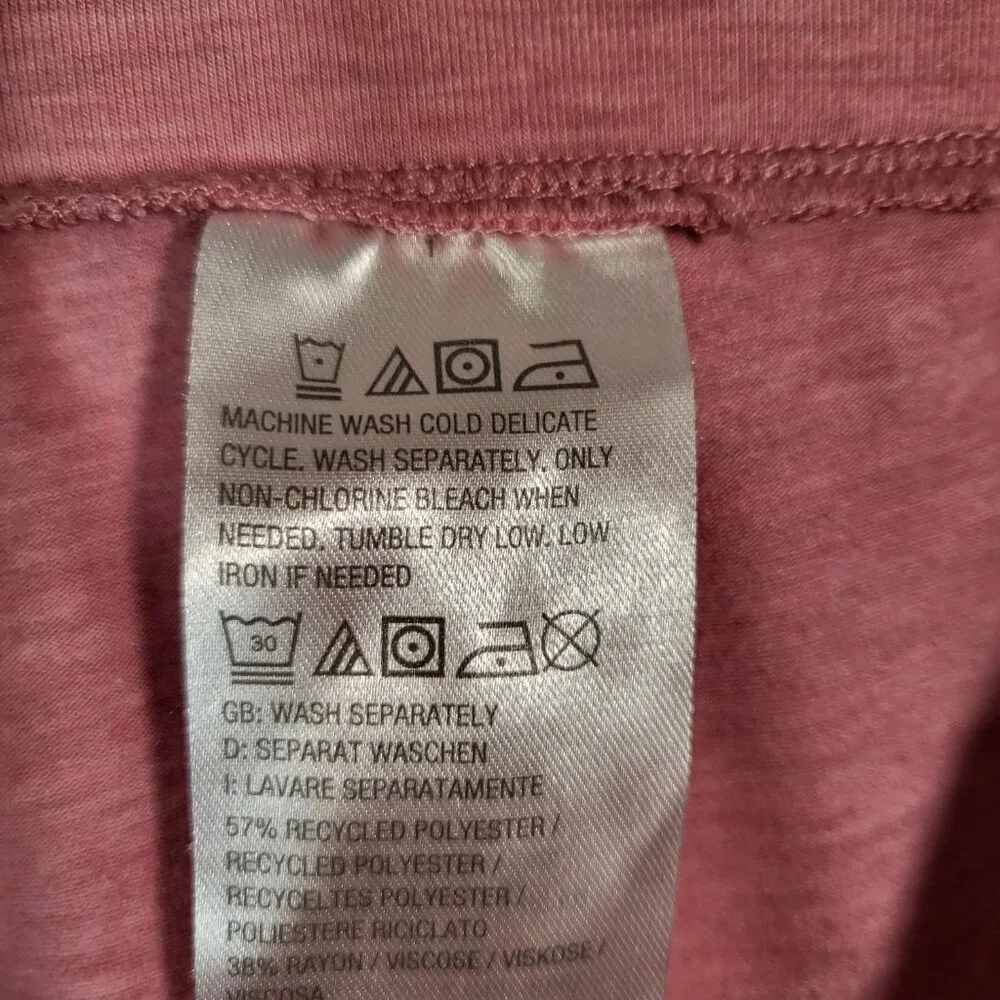 MACHINE WASH COLD DELICATE
CYCLE. WASH SEPARATELY. ONLY
NON-CHLORINE BLEACH WHEN
NEEDED. TUMBLE DRY LOW. LOW
IRON IF NEEDED
30
GB: WASH SEPARATELY
D: SEPARAT WASCHEN
I: LAVARE SEPARATAMENTE
57% RECYCLED POLYESTER /
RECYCLED POLYESTER /
RECYCELTES POLYESTER /
POLIESTERE RICICLATO
38% RAYON / VISCOSE / VISKOSE /
VISCOSA